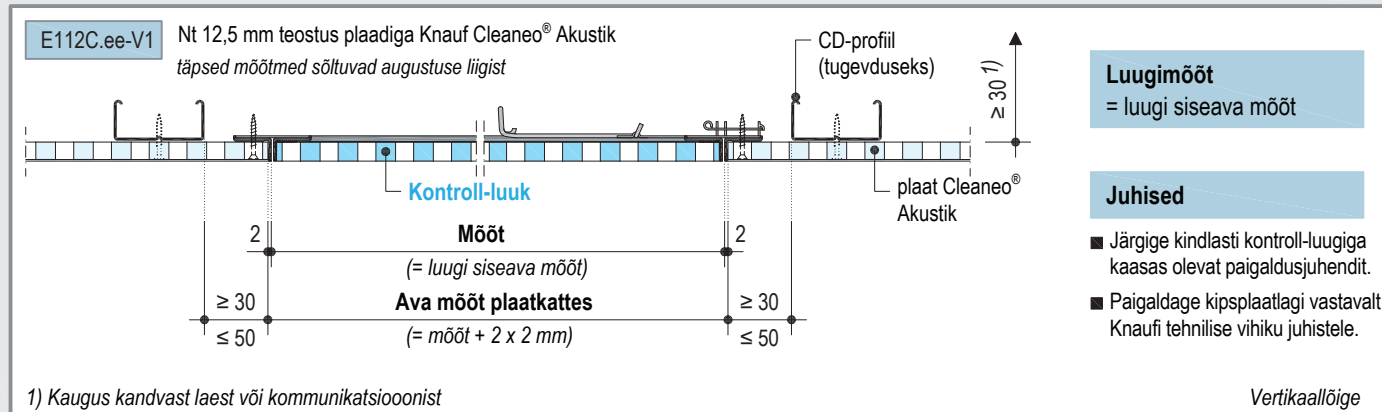 E112C.ee-V1
Nt 12,5 mm teostus plaadiga Knauf Cleaneo® Akustik
täpsed mõõtmed sõltuvad augustuse liigist
CD-profiil
(tugevduseks)
≥ 30 1)
Luugimõõt
= luugi siseava mõõt
Kontroll-luuk
plaat Cleaneo®
Akustik
Juhised
■ Järgige kindlasti kontroll-luugiga
kaasas olevat paigaldusjuhendit.
■ Paigaldage kipsplaatlagi vastavalt
Knaufi tehnilise vihiku juhistele.
2 Mõõt 2
(= luugi siseava mõõt)
≥ 30 Ava mõõt plaatkattes ≥ 30
≤ 50 (= mõõt + 2 x 2 mm) ≤ 50
1) Kaugus kandvast laest või kommunikatsiooonist
Vertikaallõige